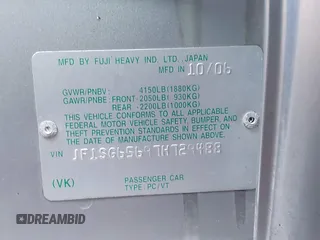 MFD BY FUJI HEAVY IND. LTD. JAPAN
MFD IN 10/06
GVWR/PNBV: 4150LB(1880KG)
GAWR/PNBE: FRONT-2050LB( 930KG)
REAR -2200LB(1000KG)
THIS VEHICLE CONFORMS TO ALL APPLICABLE
FEDERAL MOTOR VEHICLE SAFETY, BUMPER, AND
THEFT PREVENTION STANDARDS IN EFFECT
ON THE DATE OF MANUFACTURE SHOWN ABOVE.
VIN
(VK)
PASSENGER CAR
TYPE: PC/VT
DREAMBID